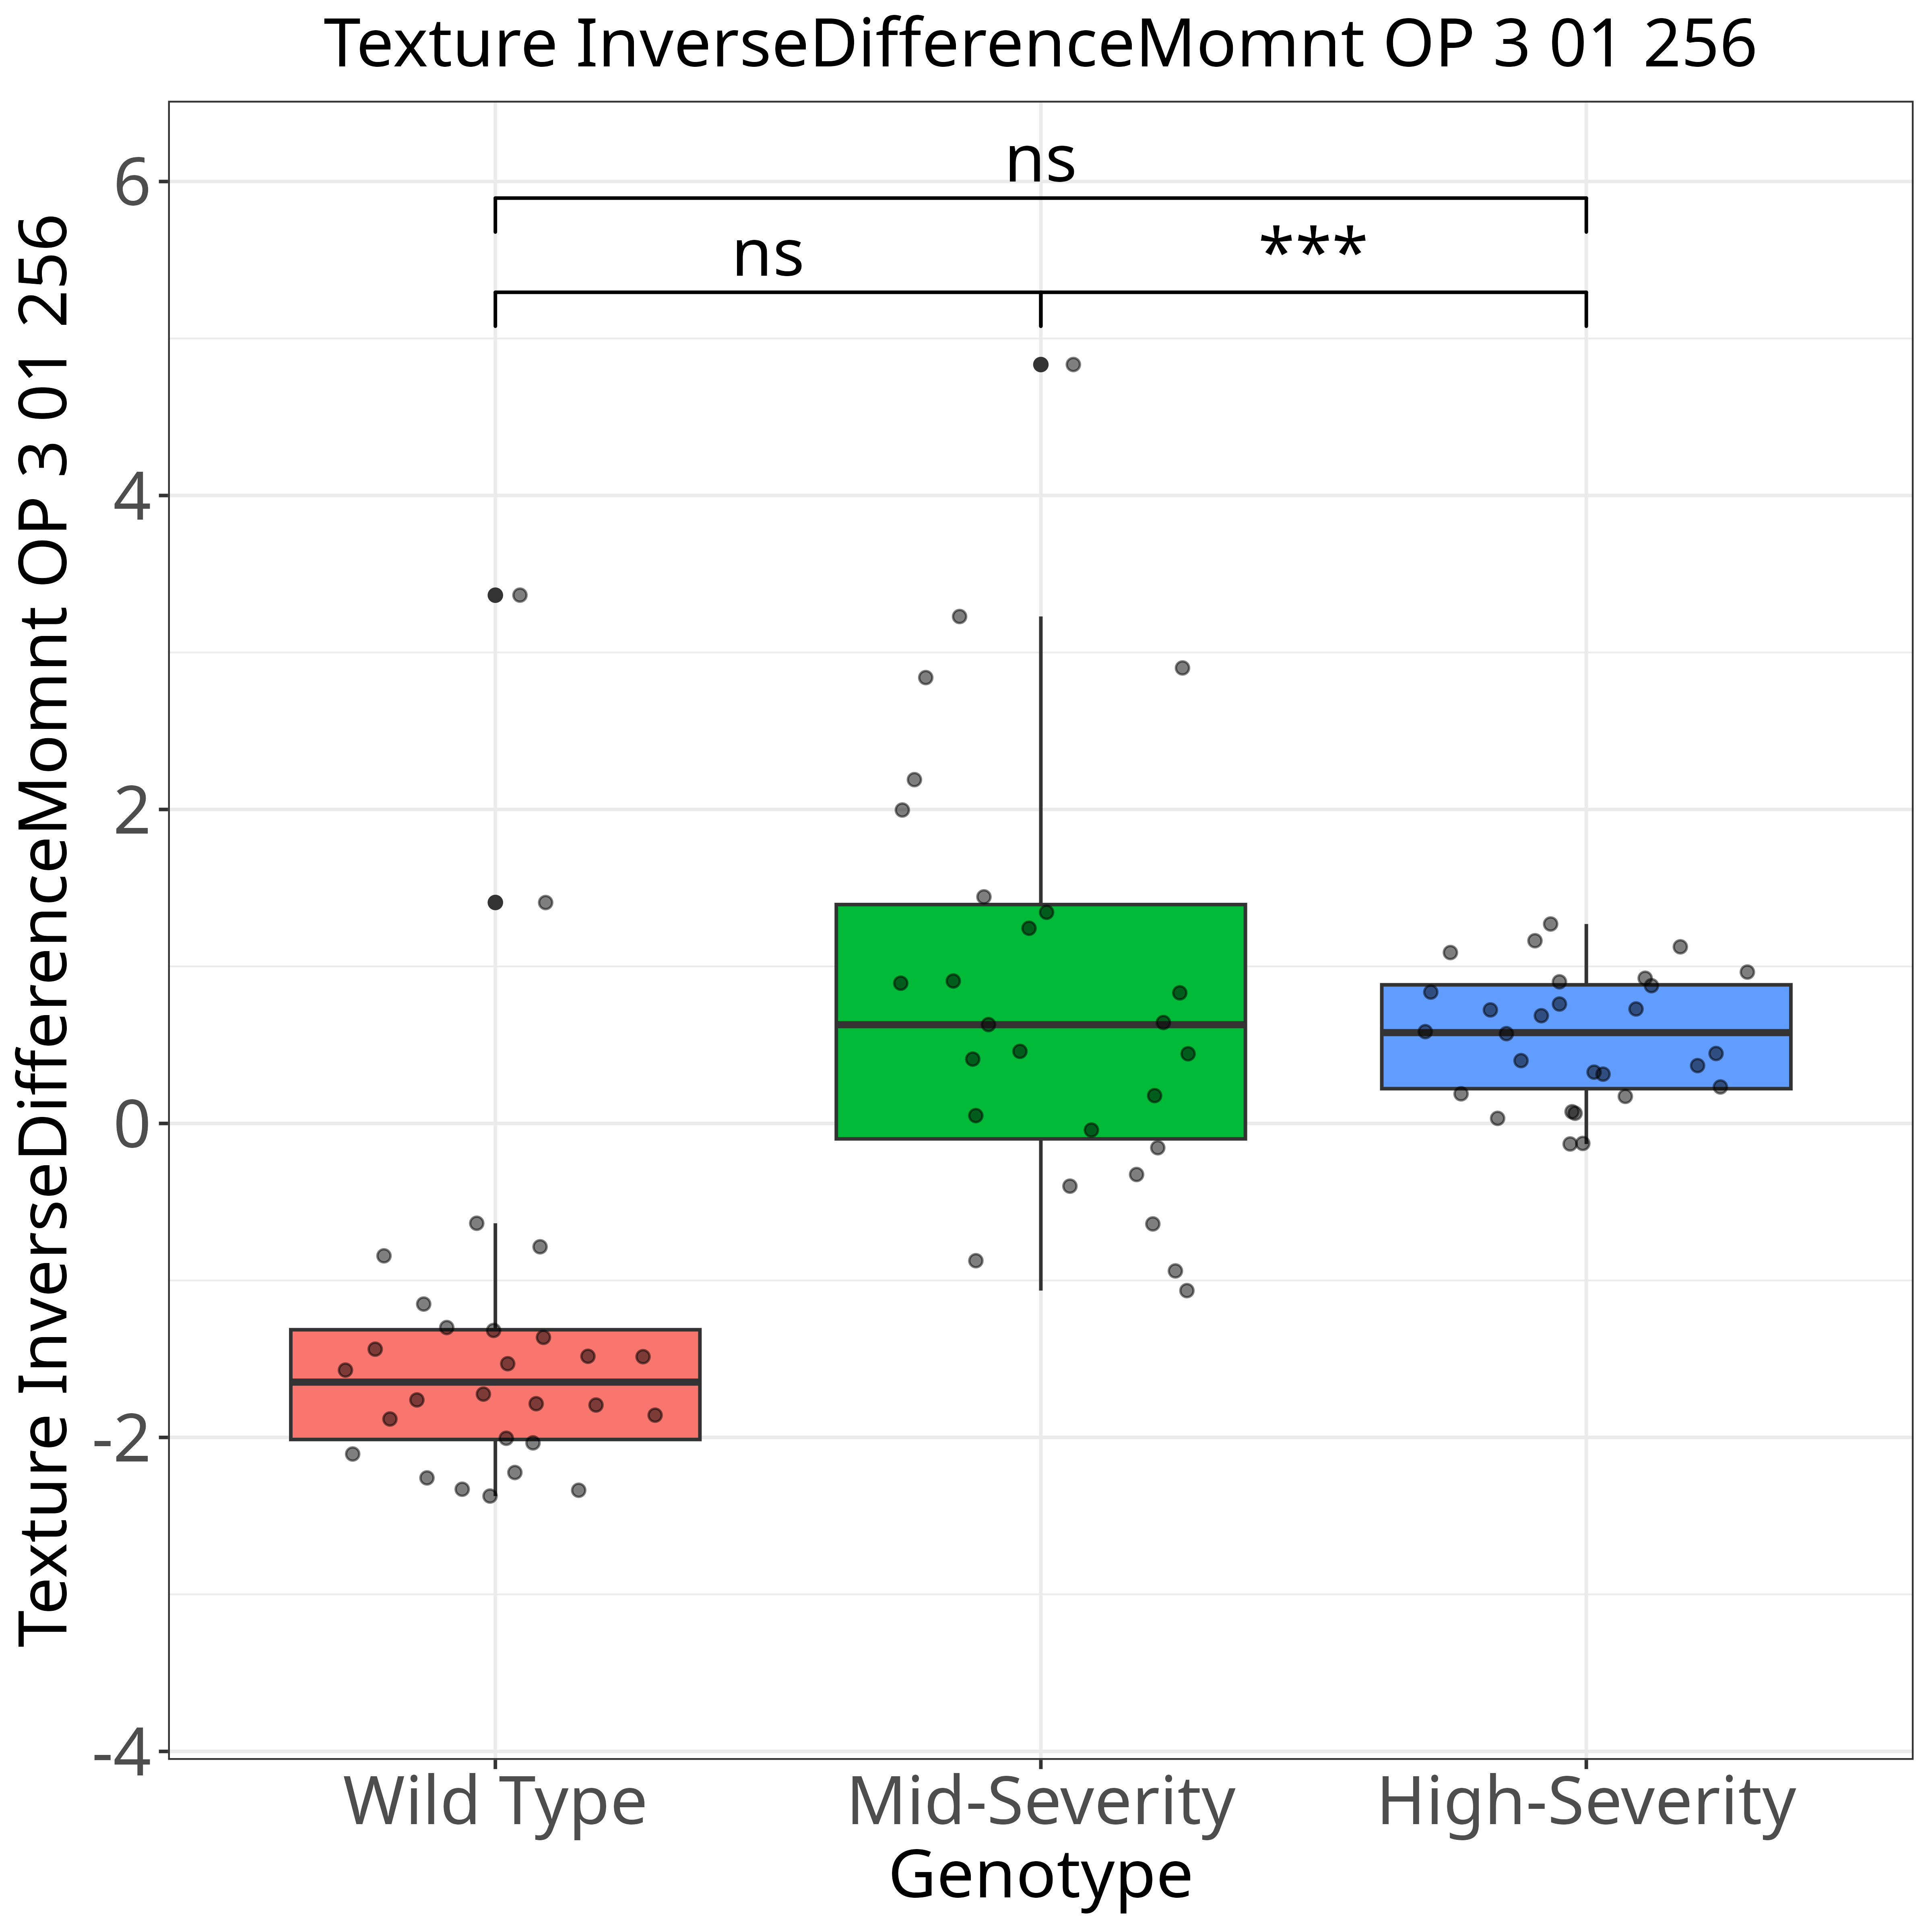 Texture InverseDifferenceMomnt OP 3 01 256
Texture InverseDifferenceMomnt OP 3 01 256
ns
ns
***
6
4
2
0
-2
-4
Wild Type
Mid-Severity
High-Severity
Genotype